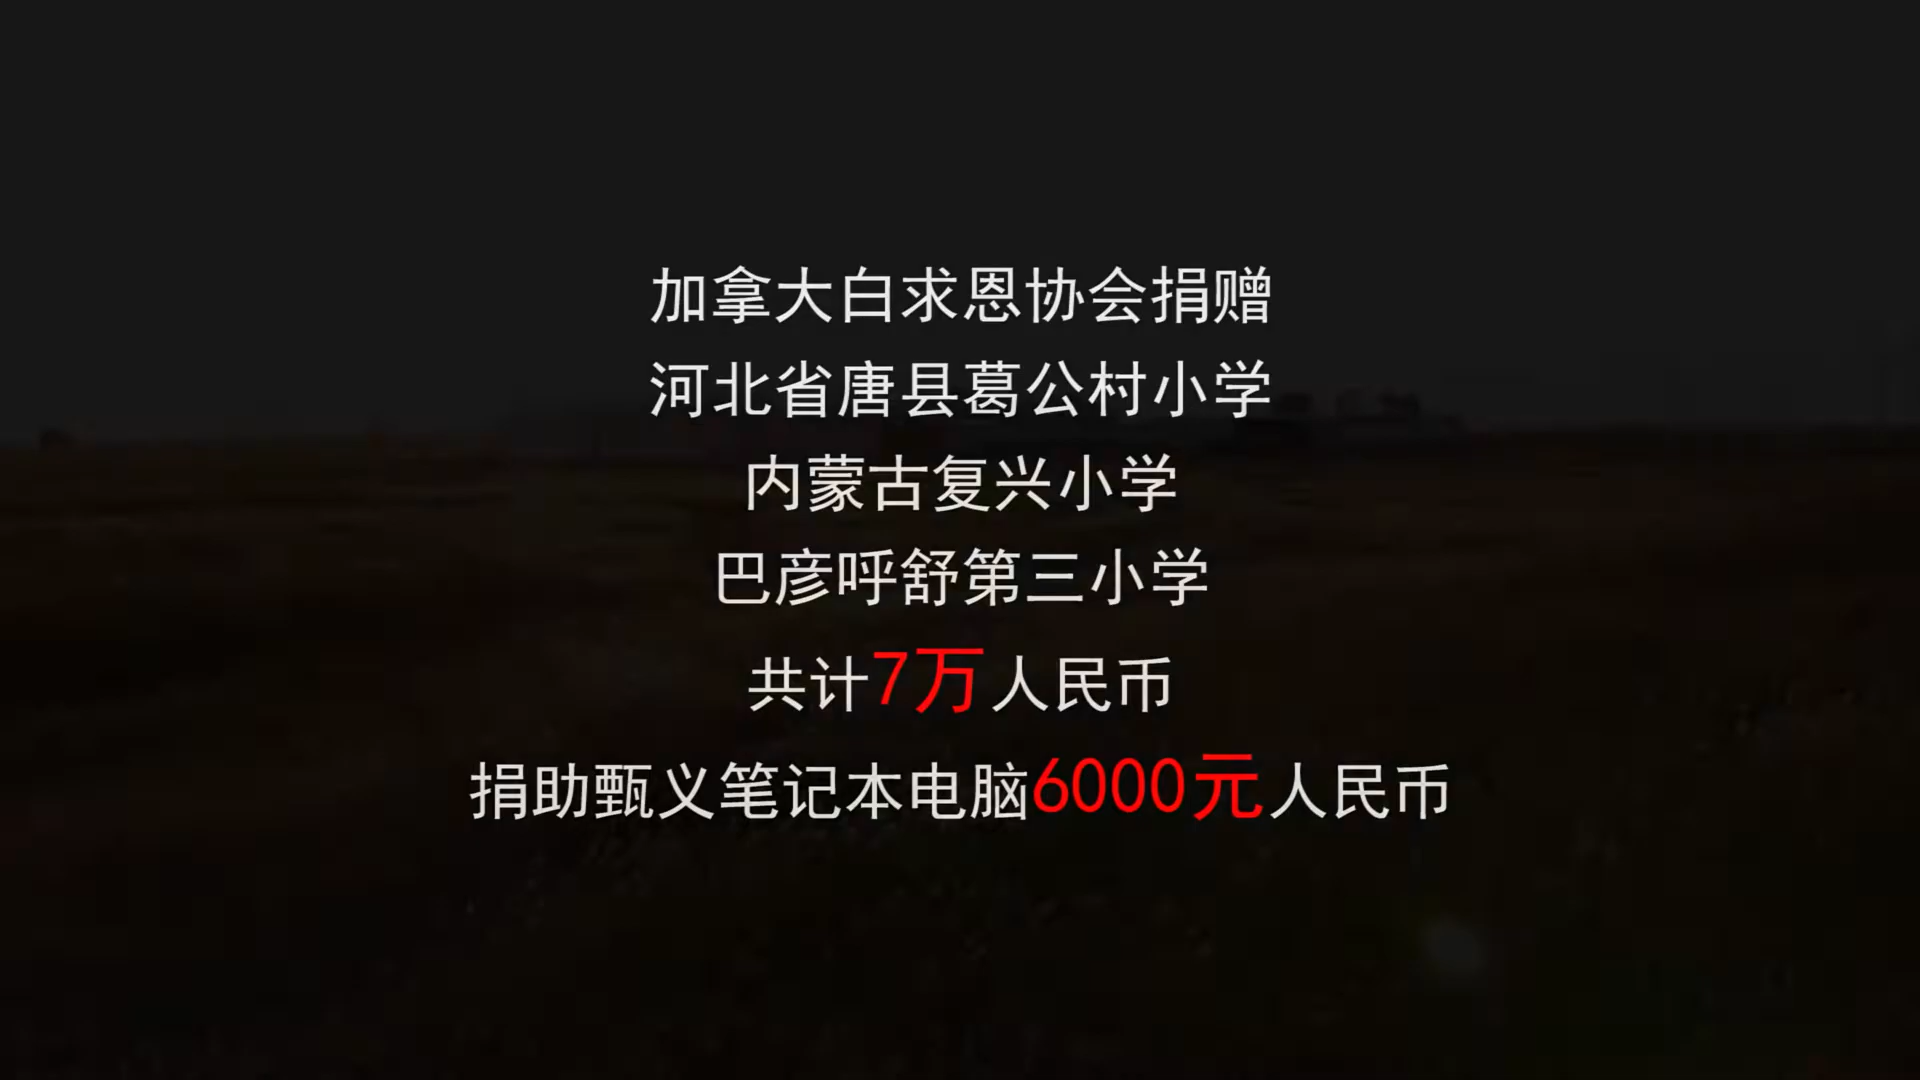 加拿大白求恩协会捐赠
河北省唐县葛公村小学
内蒙古复兴小学
巴彦呼舒第三小学
共计7万人民币
捐助甄义笔记本电脑6000元人民币